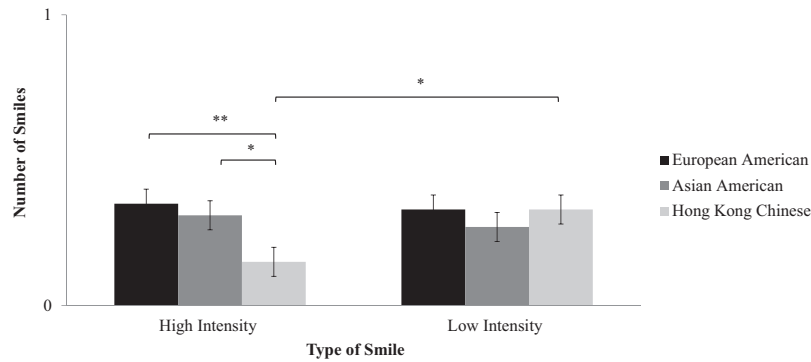 1
**
*
*
Number of Smiles
European American
Asian American
Hong Kong Chinese
0
High Intensity
Low Intensity
Type of Smile